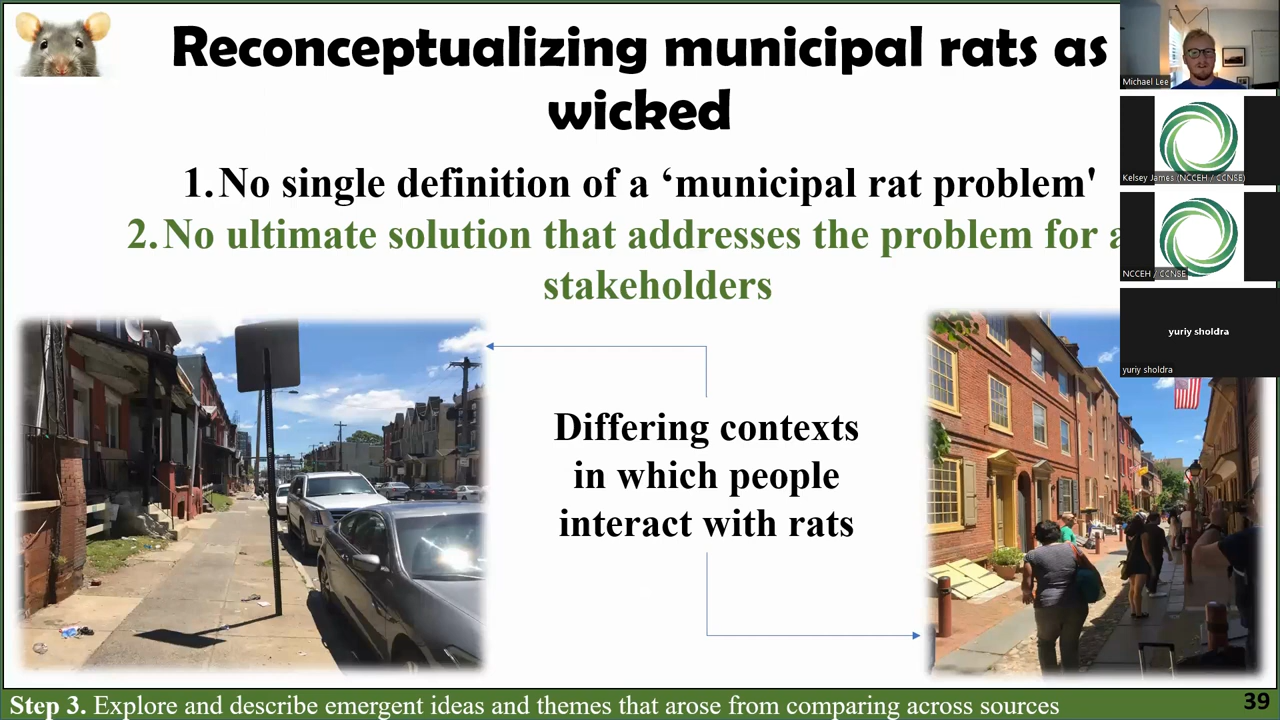 Reconceptualizing municipal rats as
wicked
1. No single definition of a ‘municipal rat problem'
2. No ultimate solution that addresses the problem for
stakeholders
Differing contexts
in which people
interact with rats
Step 3. Explore and describe emergent ideas and themes that arose from comparing across sources
39
Michael Lee
Kelsey James (NCCEH / CCNSE)
NCCEH / CCNSE
yuriy sholdra
yuriy sholdra